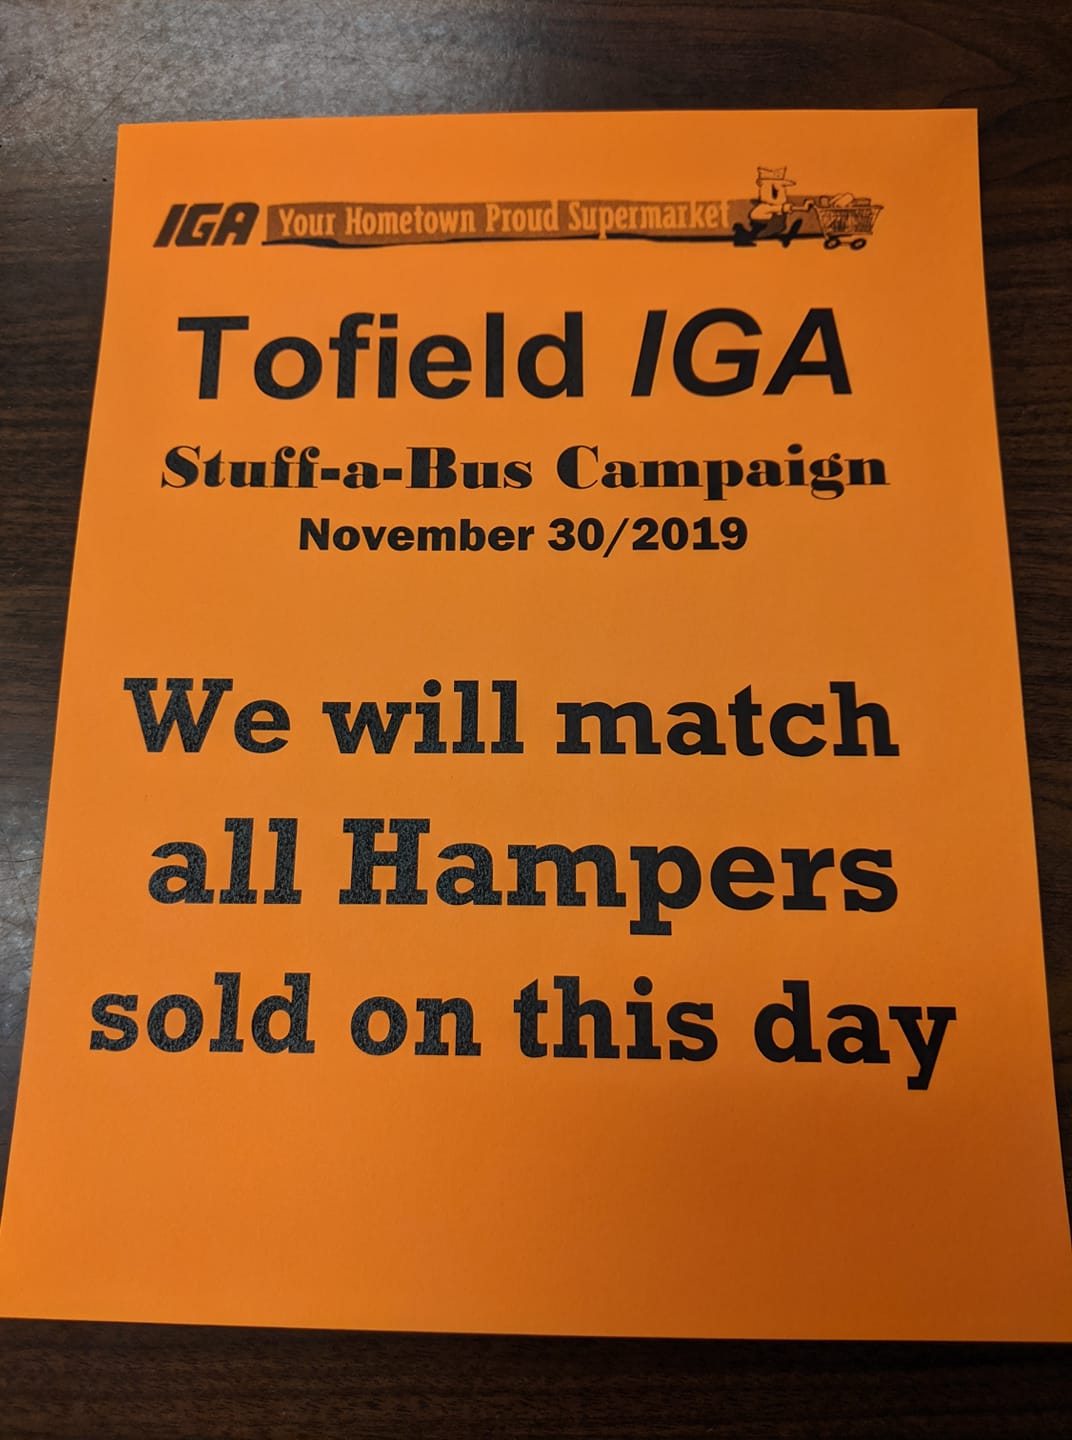 IGA Your Hometown Proud Supermarket
Tofield IGA
Stuff-a-Bus Campaign
November 30/2019
We will match
all Hampers
sold on this day